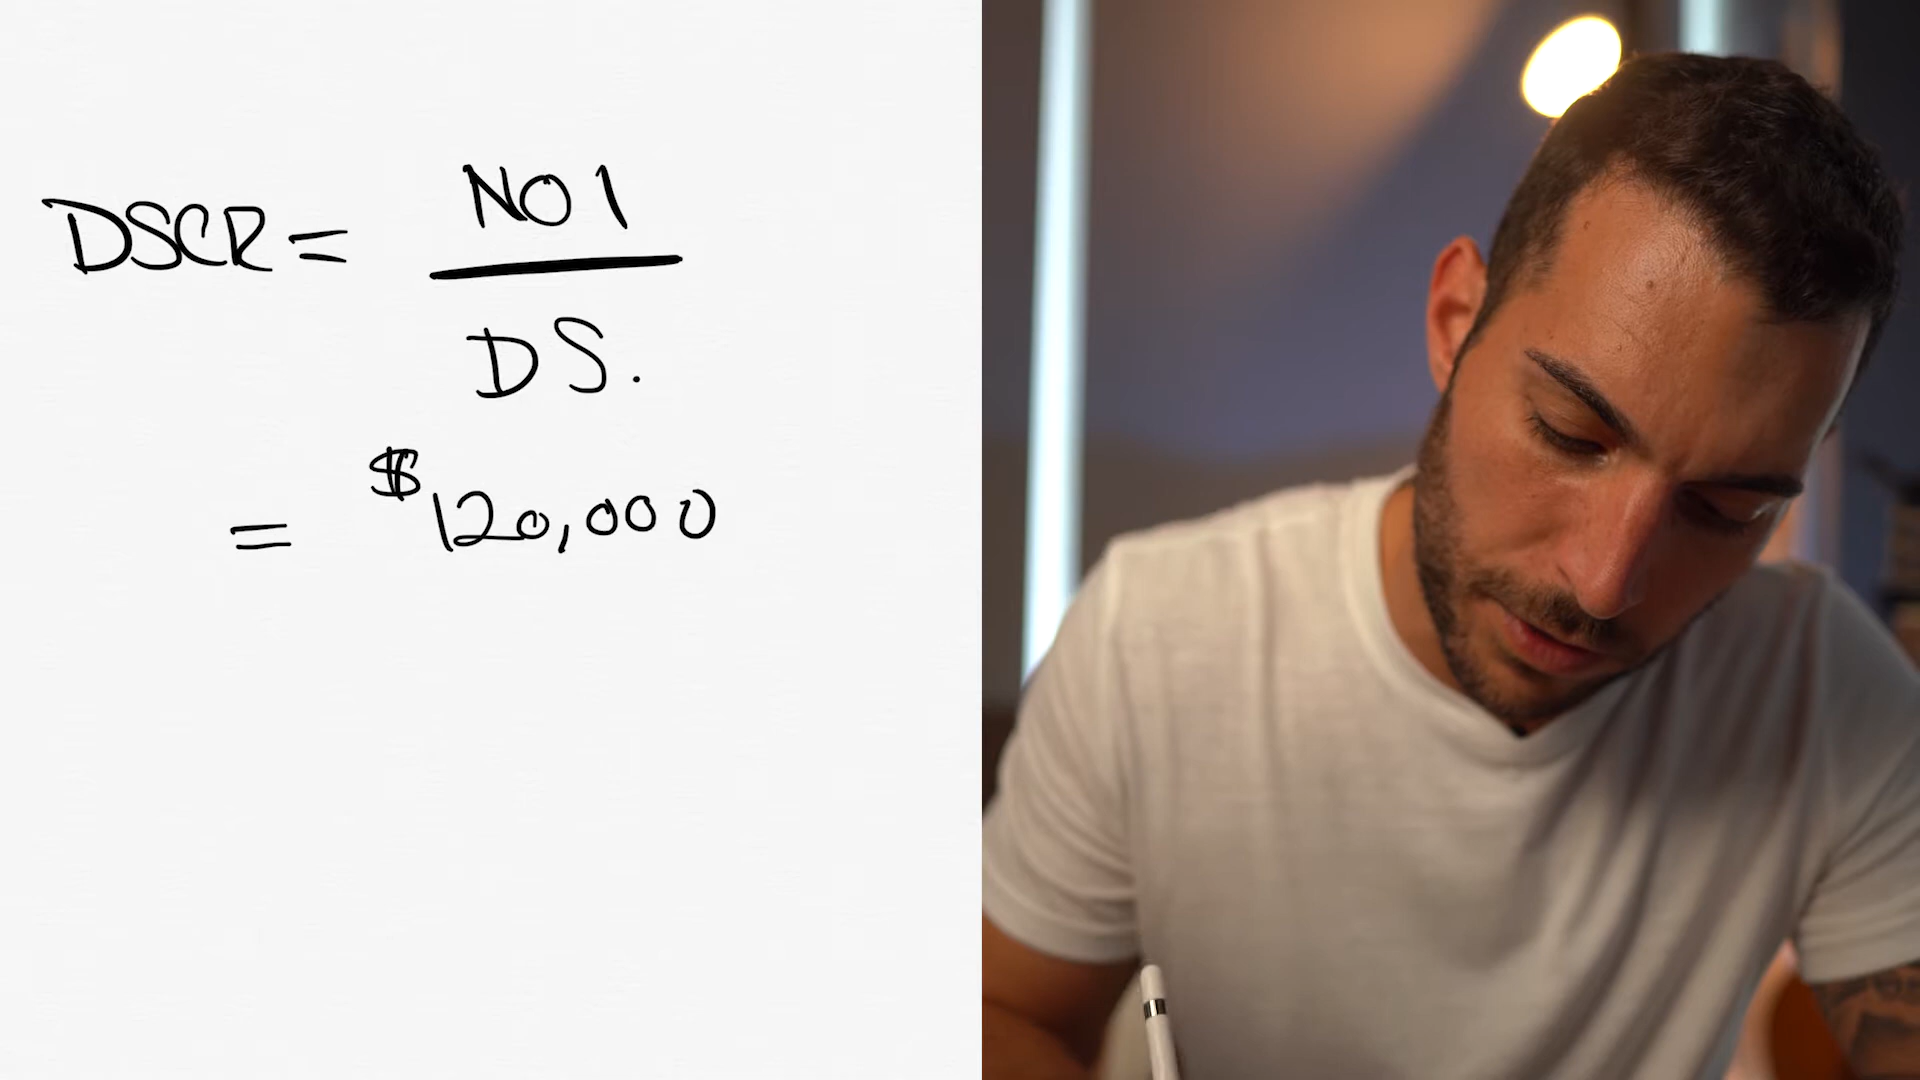 DSCR = NOI
DS.
= $120,000